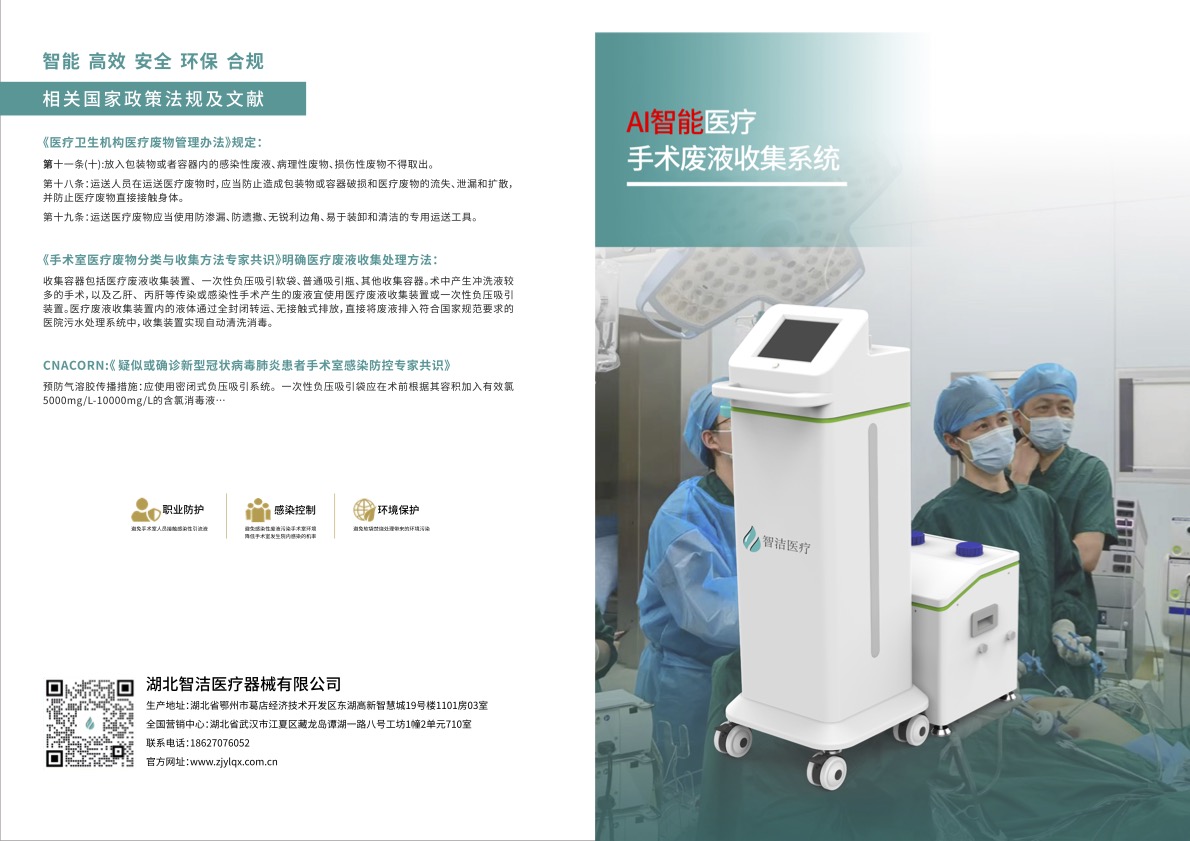 智能 高效 安全 环保 合规
相关国家政策法规及文献
《医疗卫生机构医疗废物管理办法》规定：
第十一条(十):放入包装物或者容器内的感染性废液、病理性废物、损伤性废物不得取出。
第十八条：运送人员在运送医疗废物时，应当防止造成包装物或容器破损和医疗废物的流失、泄漏和扩散，
并防止医疗废物直接接触身体。
第十九条：运送医疗废物应当使用防渗漏、防遗撒、无锐利边角、易于装卸和清洁的专用运送工具。
《手术室医疗废物分类与收集方法专家共识》明确医疗废液收集处理方法：
收集容器包括医疗废液收集装置、一次性负压吸引软袋、普通吸引瓶、其他收集容器。术中产生冲洗液较
多的手术，以及乙肝、丙肝等传染或感染性手术产生的废液宜使用医疗废液收集装置或一次性负压吸引
装置。医疗废液收集装置内的液体通过全封闭转运、无接触式排放，直接将废液排入符合国家规范要求的
医院污水处理系统中，收集装置实现自动清洗消毒。
CNACORN:《疑似或确诊新型冠状病毒肺炎患者手术室感染防控专家共识》
预防气溶胶传播措施：应使用密闭式负压吸引系统。一次性负压吸引袋应在术前根据其容积加入有效氯
5000mg/L-10000mg/L的含氯消毒液…
职业防护
避免手术室人员接触感染性引流液
感染控制
避免感染性废液污染手术室环境
降低手术室发生院内感染的机率
环境保护
避免软袋焚烧处理带来的环境污染
湖北智洁医疗器械有限公司
生产地址：湖北省鄂州市葛店经济技术开发区东湖高新智慧城19号楼1101房03室
全国营销中心：湖北省武汉市江夏区藏龙岛谭湖一路八号工坊1幢2单元710室
联系电话：18627076052
官方网址：www.zjylqx.com.cn
AI智能医疗
手术废液收集系统
智洁医疗